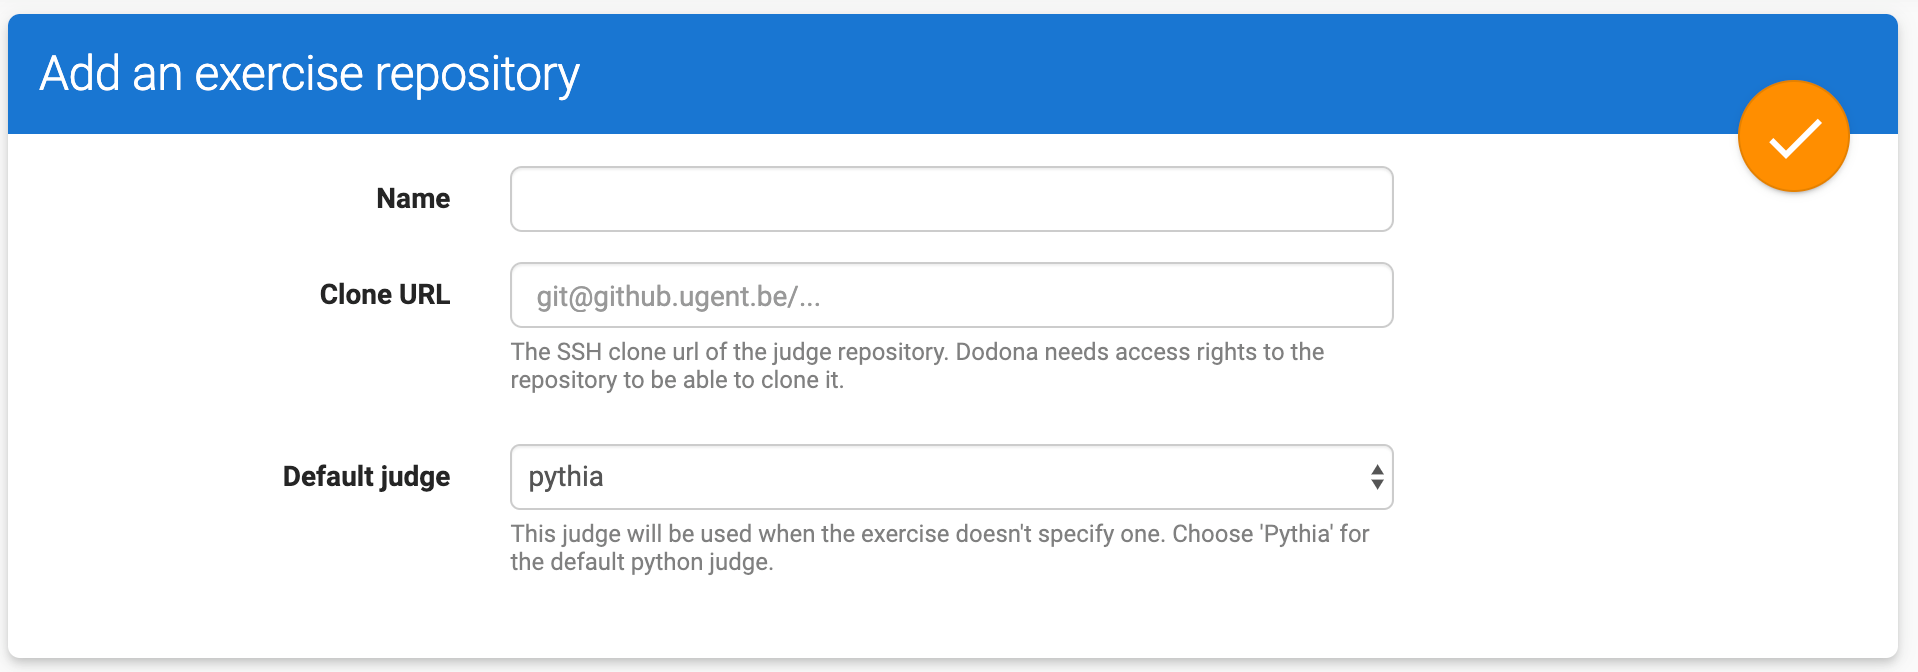 Add an exercise repository
Name
Clone URL
git@github.ugent.be/...
The SSH clone url of the judge repository. Dodona needs access rights to the
repository to be able to clone it.
Default judge
pythia
This judge will be used when the exercise doesn't specify one. Choose 'Pythia' for
the default python judge.